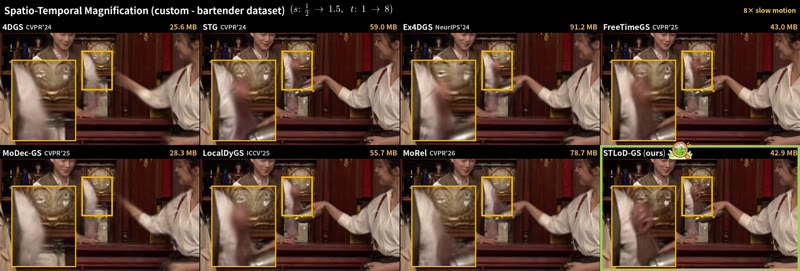 Spatio-Temporal Magnification (custom - bartender dataset) (s: 1/2 → 1.5, t: 1 → 8) 8× slow motion
4DGS CVPR'24 25.6 MB STG CVPR'24 59.0 MB Ex4DGS NeurIPS'24 91.2 MB FreeTimeGS CVPR'25 43.0 MB
MoDec-GS CVPR'25 28.3 MB LocalDyGS ICCV'25 55.7 MB MoRel CVPR'26 78.7 MB STLoD-GS (ours) 42.9 MB